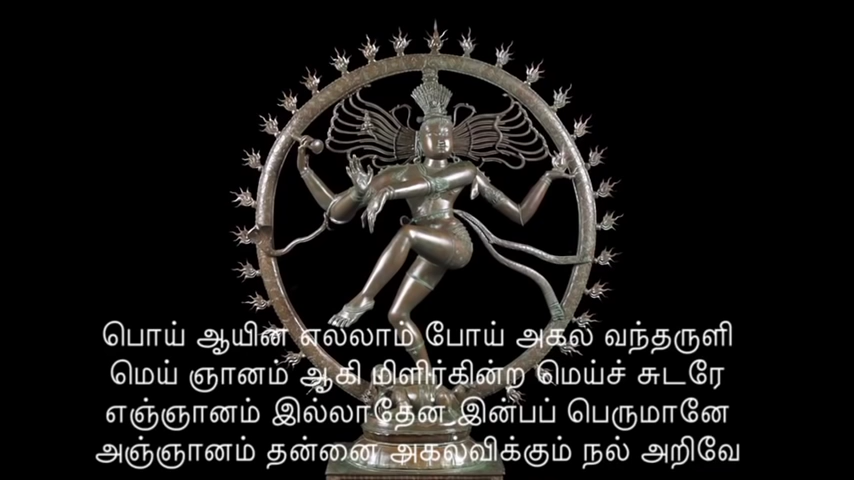 பொய் ஆயின எல்லாம் போய் அகல வந்தருளி
மெய் ஞானம் ஆகி மிளிர்கின்ற மெய்ச் சுடரே
எஞ்ஞானம் இல்லாதேன் இன்பப் பெருமானே
அஞ்ஞானம் தன்னை அகல்விக்கும் நல் அறிவே